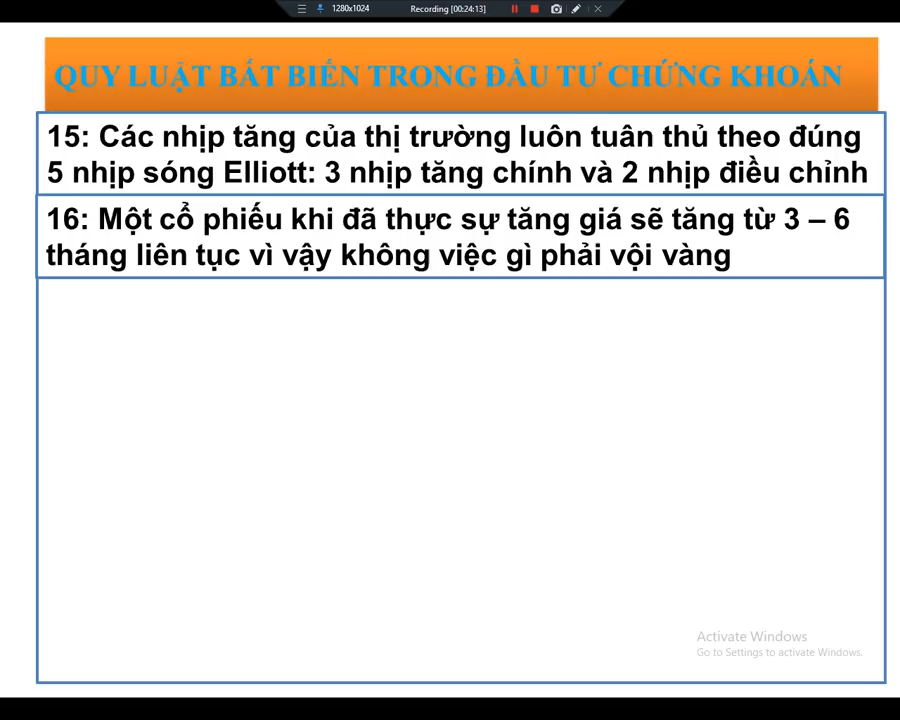 1280x1024
Recording [00:24:13]
QUY LUẬT BẤT BIẾN TRONG ĐẦU TƯ CHỨNG KHOÁN
15: Các nhịp tăng của thị trường luôn tuân thủ theo đúng
5 nhịp sóng Elliott: 3 nhịp tăng chính và 2 nhịp điều chỉnh
16: Một cổ phiếu khi đã thực sự tăng giá sẽ tăng từ 3 – 6
tháng liên tục vì vậy không việc gì phải vội vàng
Activate Windows
Go to Settings to activate Windows.